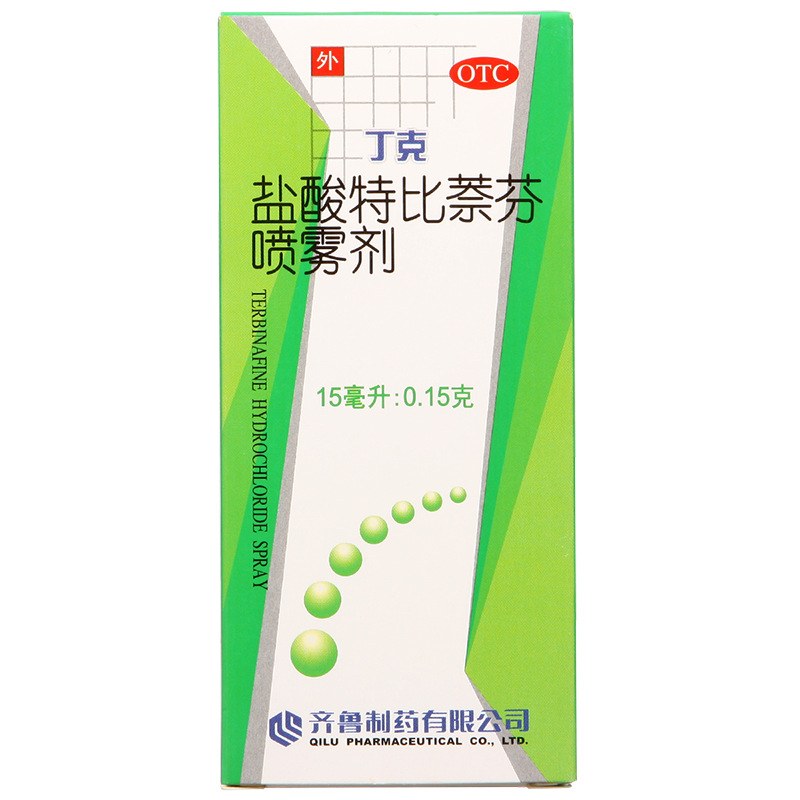 外
OTC
丁克
盐酸特比萘芬
喷雾剂
TERBINAFINE HYDROCHLORIDE SPRAY
15毫升:0.15克
齐鲁制药有限公司
QILU PHARMACEUTICAL CO., LTD.